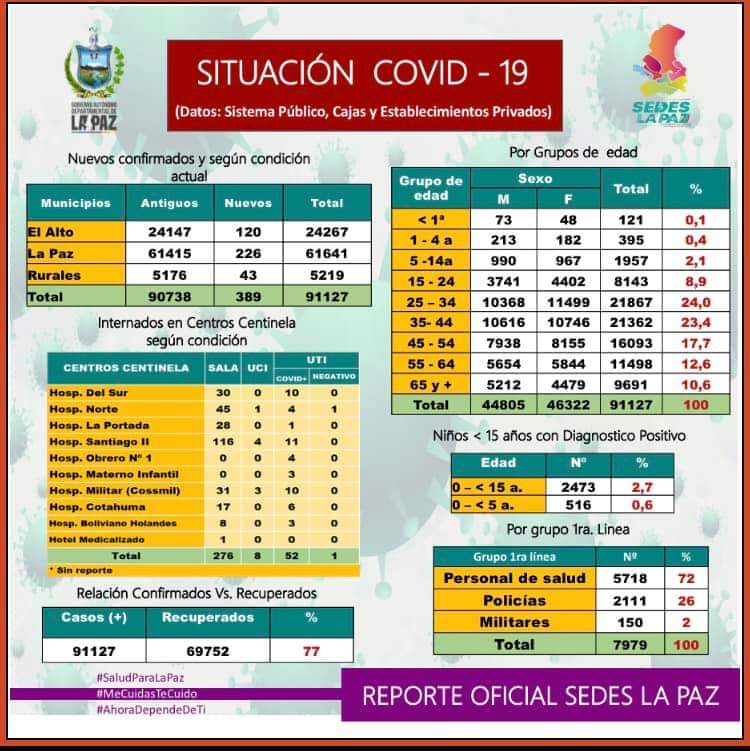 GOBIERNO AUTÓNOMO
DEPARTAMENTAL DE
LA PAZ
SITUACIÓN COVID - 19
(Datos: Sistema Público, Cajas y Establecimientos Privados)
SEDES
LA PAZ
Nuevos confirmados y según condición
actual
Municipios Antiguos Nuevos Total
El Alto 24147 120 24267
La Paz 61415 226 61641
Rurales 5176 43 5219
Total 90738 389 91127
Internados en Centros Centinela
según condición
CENTROS CENTINELA SALA UCI UTI
COVID+ NEGATIVO
Hosp. Del Sur 30 0 10 0
Hosp. Norte 45 1 4 1
Hosp. La Portada 28 0 1 0
Hosp. Santiago II 116 4 11 0
Hosp. Obrero Nº 1 0 0 4 0
Hosp. Materno Infantil 0 0 3 0
Hosp. Militar (Cossmil) 31 3 10 0
Hosp. Cotahuma 17 0 6 0
Hosp. Boliviano Holandes 8 0 3 0
Hotel Medicalizado 1 0 0 0
Total 276 8 52 1
* Sin reporte
Relación Confirmados Vs. Recuperados
Casos (+) Recuperados %
91127 69752 77
Por Grupos de edad
Grupo de edad Sexo Total %
M F
< 1ª 73 48 121 0,1
1 - 4 a 213 182 395 0,4
5 -14a 990 967 1957 2,1
15 - 24 3741 4402 8143 8,9
25 – 34 10368 11499 21867 24,0
35- 44 10616 10746 21362 23,4
45 - 54 7938 8155 16093 17,7
55 - 64 5654 5844 11498 12,6
65 y + 5212 4479 9691 10,6
Total 44805 46322 91127 100
Niños < 15 años con Diagnostico Positivo
Edad Nº %
0 – < 15 a. 2473 2,7
0 – < 5 a. 516 0,6
Por grupo 1ra. Linea
Grupo 1ra línea Nº %
Personal de salud 5718 72
Policías 2111 26
Militares 150 2
Total 7979 100
#SaludParaLaPaz
#MeCuidasTeCuido
#AhoraDependeDeTi
REPORTE OFICIAL SEDES LA PAZ